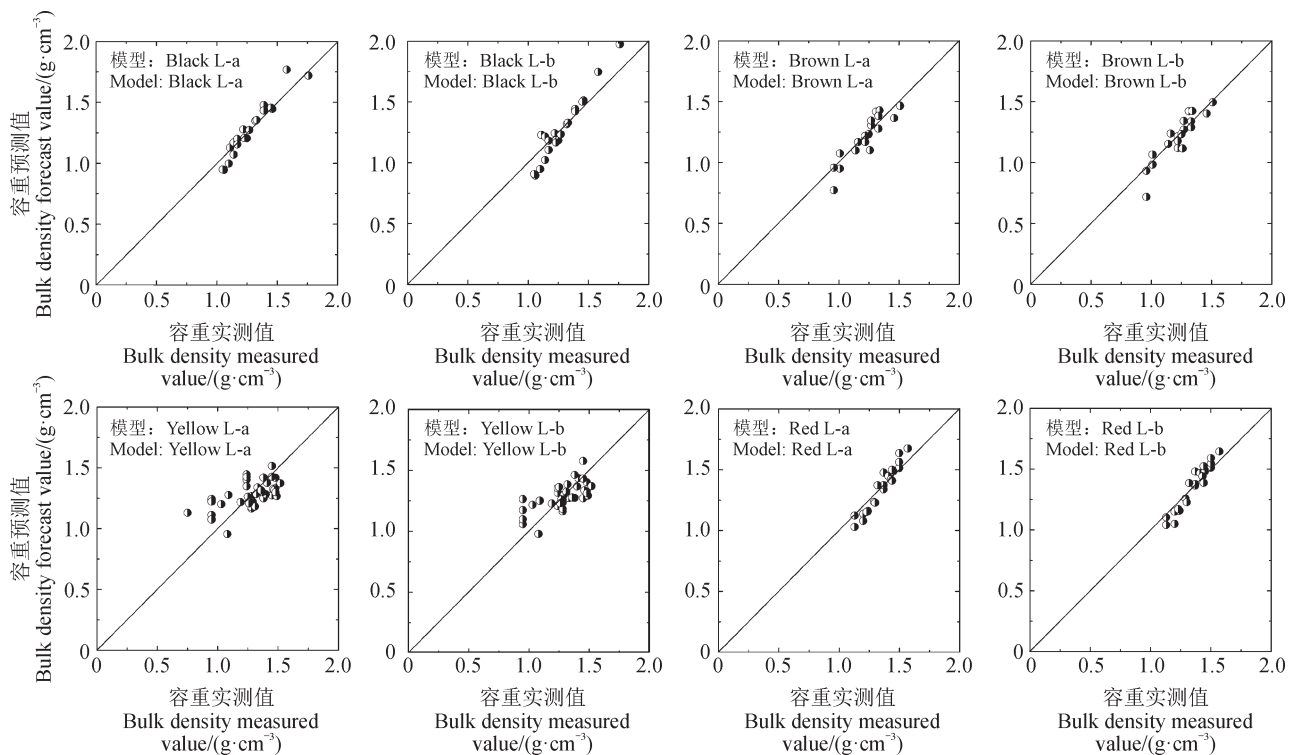 容重预测值
Bulk density forecast value/(g·cm⁻³)
2.0
1.5
1.0
0.5
0
模型：Black L-a
Model: Black L-a
0 0.5 1.0 1.5 2.0
容重实测值
Bulk density measured
value/(g·cm⁻³)
2.0
1.5
1.0
0.5
0
模型：Black L-b
Model: Black L-b
0 0.5 1.0 1.5 2.0
容重实测值
Bulk density measured
value/(g·cm⁻³)
2.0
1.5
1.0
0.5
0
模型：Brown L-a
Model: Brown L-a
0 0.5 1.0 1.5 2.0
容重实测值
Bulk density measured
value/(g·cm⁻³)
2.0
1.5
1.0
0.5
0
模型：Brown L-b
Model: Brown L-b
0 0.5 1.0 1.5 2.0
容重实测值
Bulk density measured
value/(g·cm⁻³)
容重预测值
Bulk density forecast value/(g·cm⁻³)
2.0
1.5
1.0
0.5
0
模型：Yellow L-a
Model: Yellow L-a
0 0.5 1.0 1.5 2.0
容重实测值
Bulk density measured
value/(g·cm⁻³)
2.0
1.5
1.0
0.5
0
模型：Yellow L-b
Model: Yellow L-b
0 0.5 1.0 1.5 2.0
容重实测值
Bulk density measured
value/(g·cm⁻³)
2.0
1.5
1.0
0.5
0
模型：Red L-a
Model: Red L-a
0 0.5 1.0 1.5 2.0
容重实测值
Bulk density measured
value/(g·cm⁻³)
2.0
1.5
1.0
0.5
0
模型：Red L-b
Model: Red L-b
0 0.5 1.0 1.5 2.0
容重实测值
Bulk density measured
value/(g·cm⁻³)